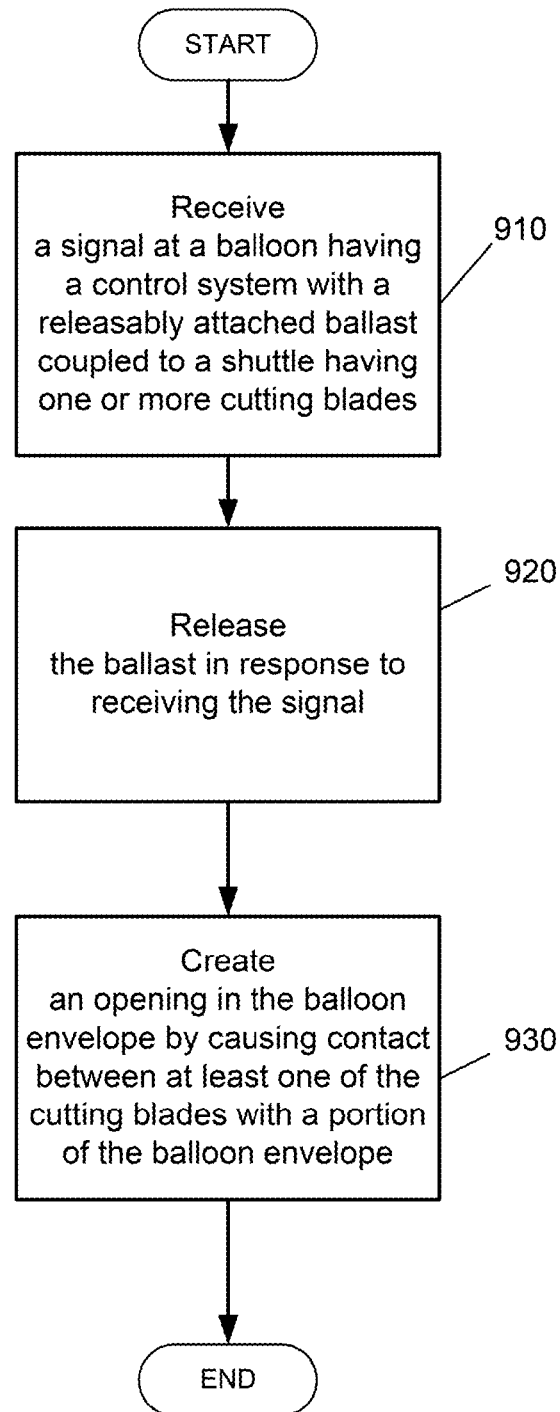 START
Receive
a signal at a balloon having
a control system with a
releasably attached ballast
coupled to a shuttle having
one or more cutting blades
910
Release
the ballast in response to
receiving the signal
920
Create
an opening in the balloon
envelope by causing contact
between at least one of the
cutting blades with a portion
of the balloon envelope
930
END